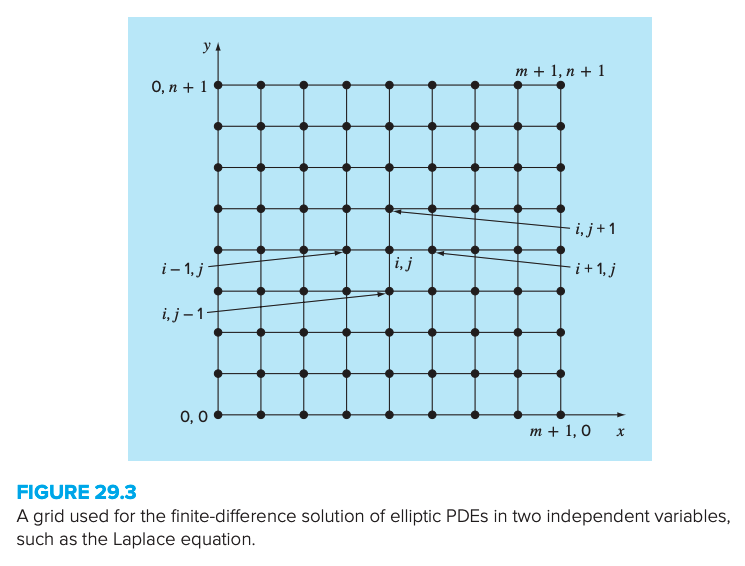 y
m + 1, n + 1
0, n + 1
i, j + 1
i – 1, j
i, j
i + 1, j
i, j – 1
0, 0
m + 1, 0
x
FIGURE 29.3
A grid used for the finite-difference solution of elliptic PDEs in two independent variables,
such as the Laplace equation.